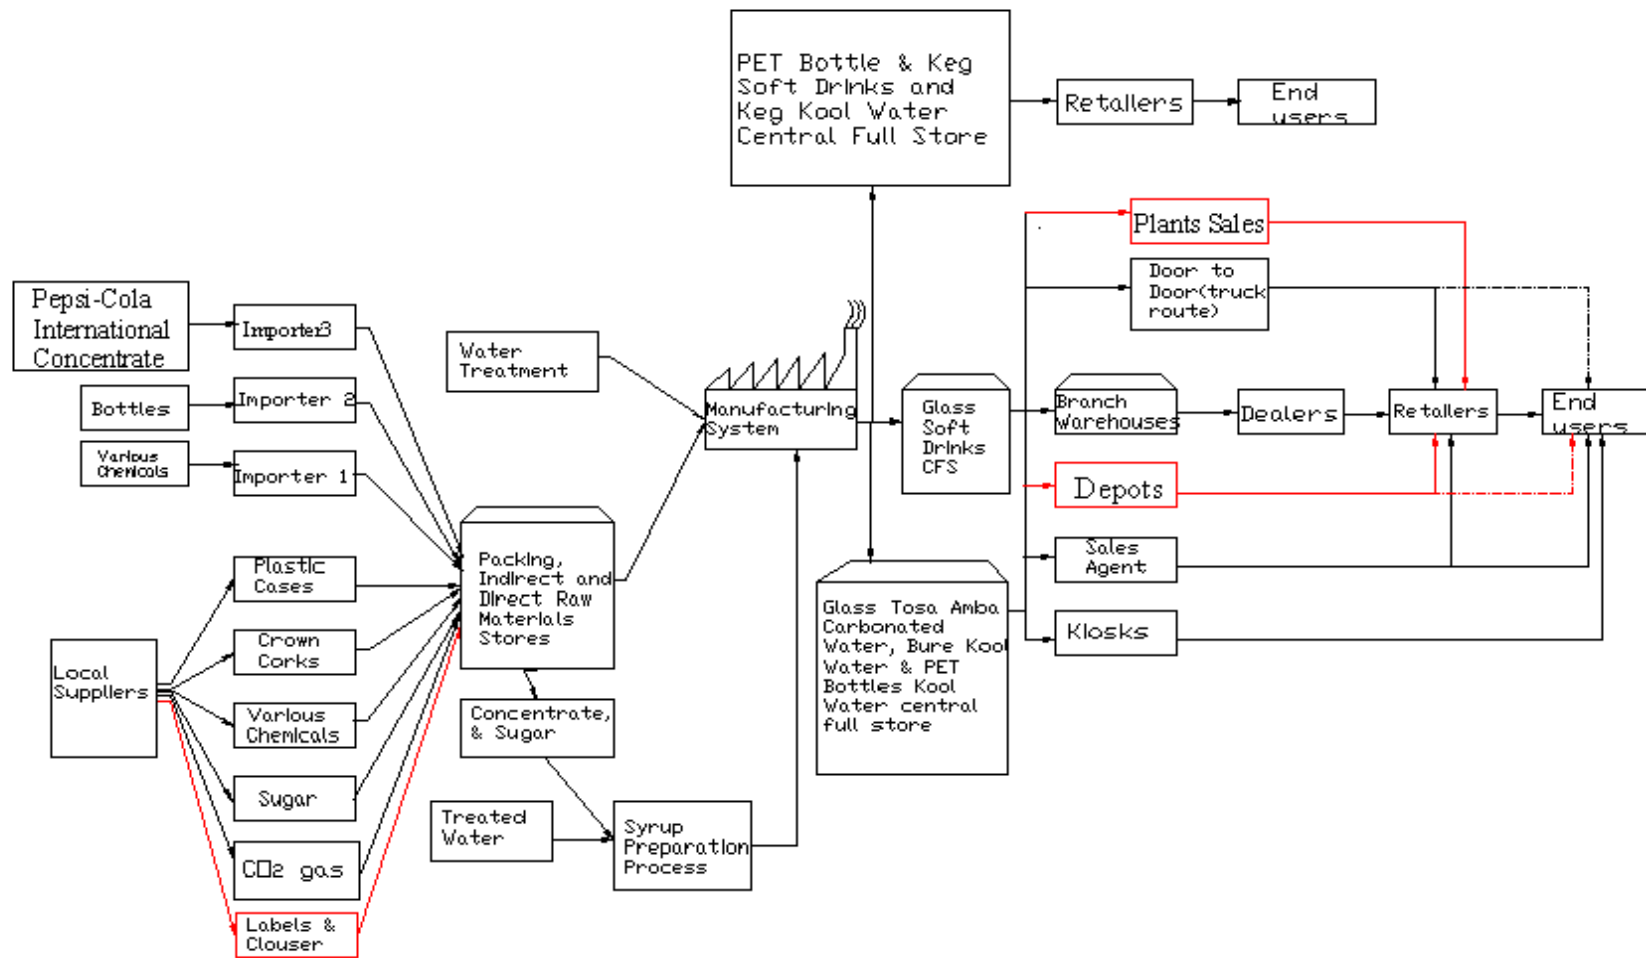 PET Bottle & Keg
Soft Drinks and
Keg Kool Water
Central Full Store
Retailers
End
users
Plants Sales
Door to
Door(truck
route)
Pepsi-Cola
International
Concentrate
Importer3
Bottles
Importer 2
Various
Chemicals
Importer 1
Water
Treatment
Manufacturing
System
Glass
Soft
Drinks
CFS
Branch
Warehouses
Dealers
Retailers
End
users
Depots
Sales
Agent
Kiosks
Packing,
Indirect and
Direct Raw
Materials
Stores
Glass Tosa Amba
Carbonated
Water, Bure Kool
Water & PET
Bottles Kool
Water central
full store
Local
Suppliers
Plastic
Cases
Crown
Corks
Various
Chemicals
Sugar
CO2 gas
Labels &
Clouser
Concentrate,
& Sugar
Treated
Water
Syrup
Preparation
Process